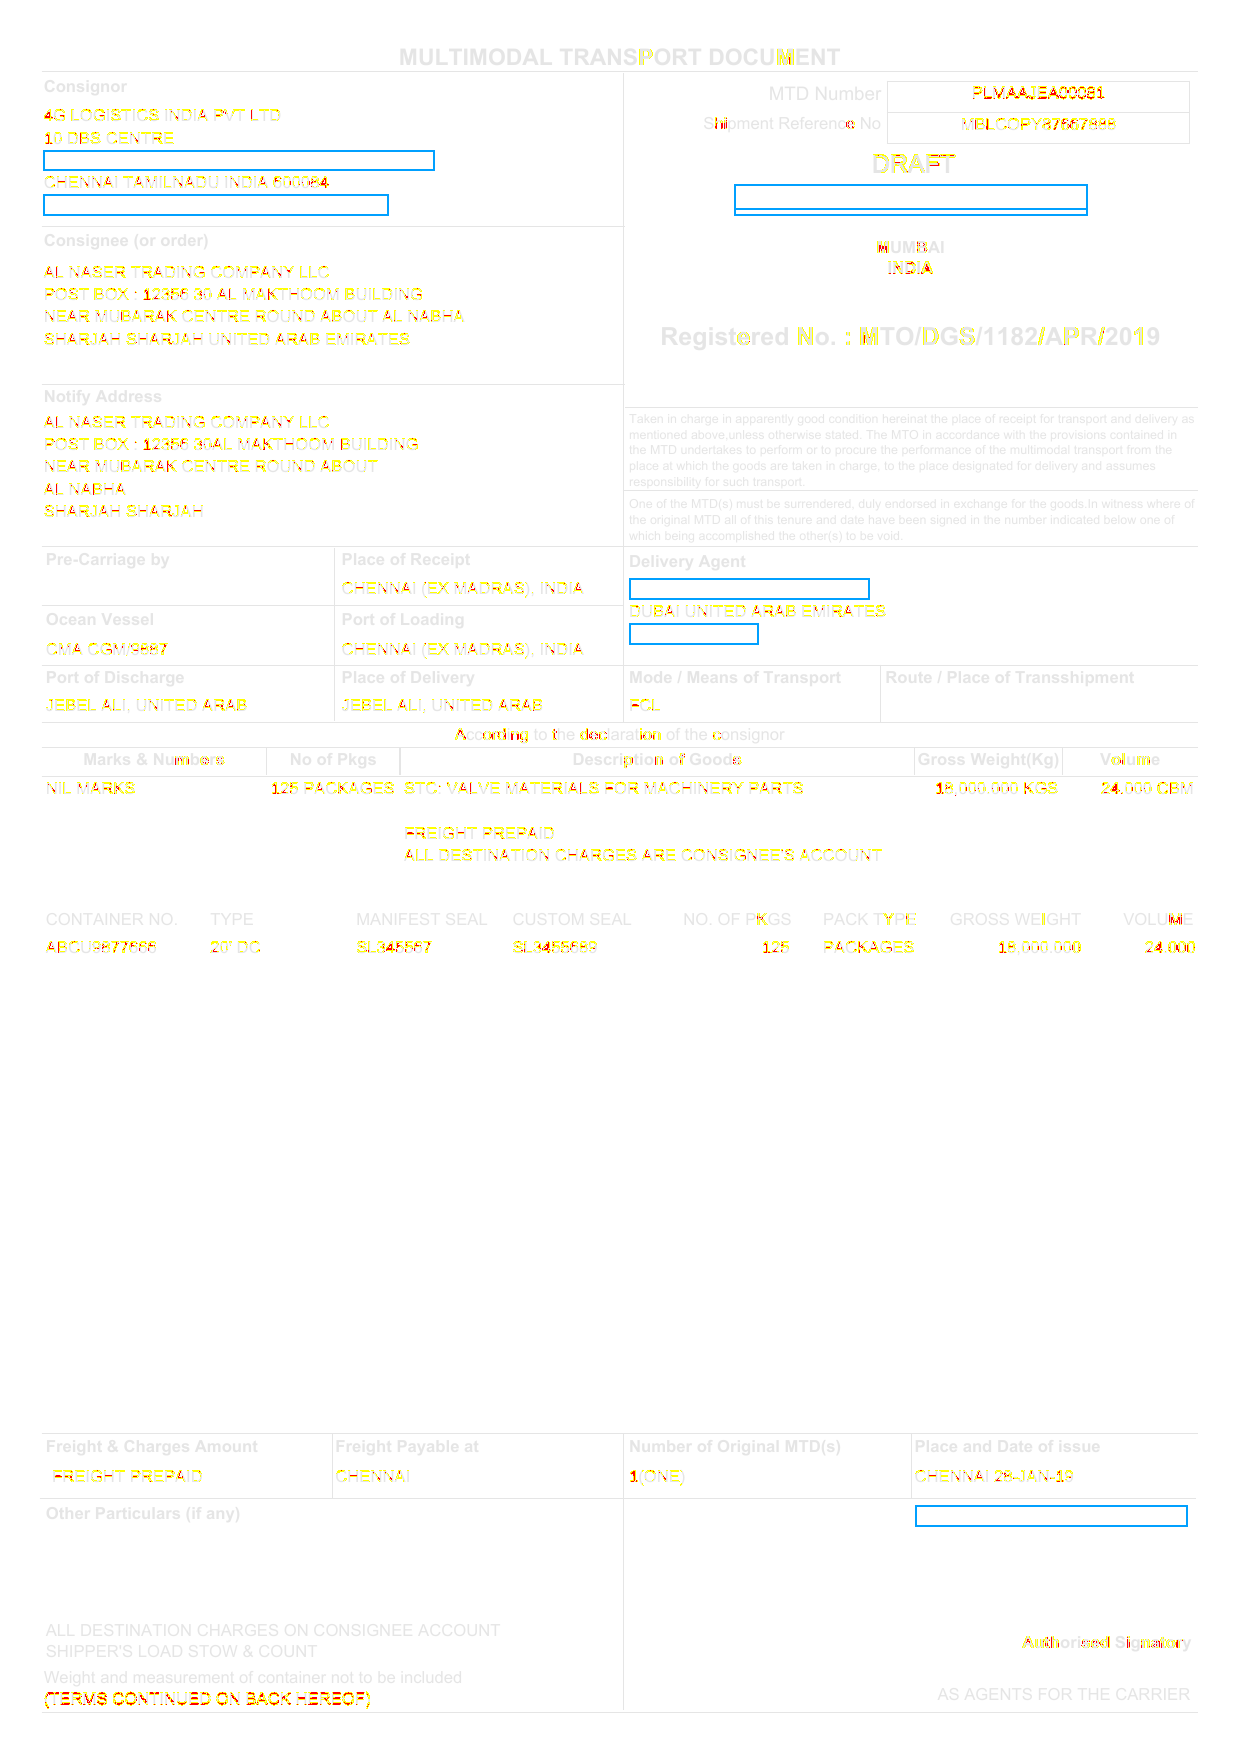 MULTIMODAL TRANSPORT DOCUMENT
Consignor
4G LOGISTICS INDIA PVT LTD
10 DBS CENTRE
CHENNAI TAMILNADU INDIA 600084
MTD Number
PLMAAJEA00081
Shipment Reference No
DRAFT
MUMBAI
INDIA
Registered No. : MTO/DGS/1182/APR/2019
Consignee (or order)
AL NASER TRADING COMPANY LLC
POST BOX : 12356 30 AL MAKTHOOM BUILDING
NEAR MUBARAK CENTRE ROUND ABOUT AL NABHA
SHARJAH SHARJAH UNITED ARAB EMIRATES
Notify Address
AL NASER TRADING COMPANY LLC
POST BOX : 12356 30AL MAKTHOOM BUILDING
NEAR MUBARAK CENTRE ROUND ABOUT
AL NABHA
SHARJAH SHARJAH
Taken in charge in apparently good condition hereinat the place of receipt for transport and delivery as
mentioned above,unless otherwise stated. The MTO in accordance with the provisions contained in
the MTD undertakes to perform or to procure the performance of the multimodal transport from the
place at which the goods are taken in charge, to the place designated for delivery and assumes
responsibility for such transport.
One of the MTD(s) must be surrendered, duly endorsed in exchange for the goods.In witness where of
the original MTD all of this tenure and date have been signed in the number indicated below one of
which being accomplished the other(s) to be void.
Pre-Carriage by
Place of Receipt
CHENNAI (EX MADRAS), INDIA
Delivery Agent
DUBAI UNITED ARAB EMIRATES
Ocean Vessel
CMA CGM/9887
Port of Loading
CHENNAI (EX MADRAS), INDIA
Port of Discharge
JEBEL ALI, UNITED ARAB
Place of Delivery
JEBEL ALI, UNITED ARAB
Mode / Means of Transport
FCL
Route / Place of Transshipment
According to the declaration of the consignor
Marks & Numbers No of Pkgs Description of Goods Gross Weight(Kg) Volume
NIL MARKS 125 PACKAGES STC: VALVE MATERIALS FOR MACHINERY PARTS 18,000.000 KGS 24.000 CBM
FREIGHT PREPAID
ALL DESTINATION CHARGES ARE CONSIGNEE'S ACCOUNT
CONTAINER NO. TYPE MANIFEST SEAL CUSTOM SEAL NO. OF PKGS PACK TYPE GROSS WEIGHT VOLUME
20' DC 125 PACKAGES 18,000.000 24.000
Freight & Charges Amount
FREIGHT PREPAID
Freight Payable at
CHENNAI
Number of Original MTD(s)
1(ONE)
Place and Date of issue
CHENNAI 29-JAN-19
Other Particulars (if any)
ALL DESTINATION CHARGES ON CONSIGNEE ACCOUNT
SHIPPER'S LOAD STOW & COUNT
Weight and measurement of container not to be included
(TERMS CONTINUED ON BACK HEREOF)
Authorised Signatory
AS AGENTS FOR THE CARRIER